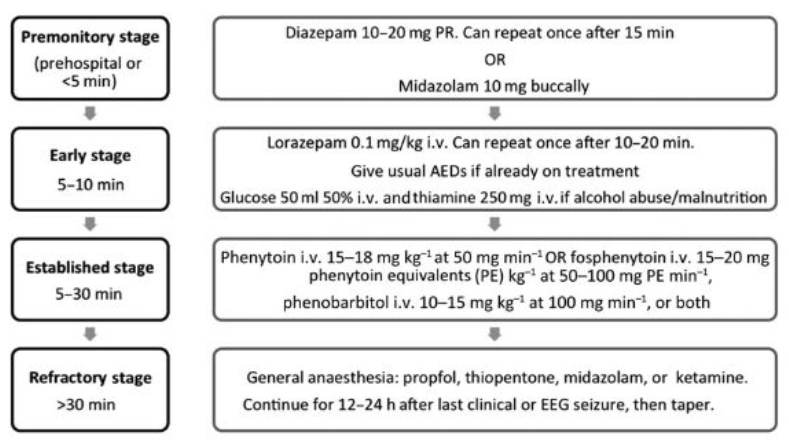 Premonitory stage
(prehospital or
<5 min)
Diazepam 10–20 mg PR. Can repeat once after 15 min
OR
Midazolam 10 mg buccally
Early stage
5–10 min
Lorazepam 0.1 mg/kg i.v. Can repeat once after 10–20 min.
Give usual AEDs if already on treatment
Glucose 50 ml 50% i.v. and thiamine 250 mg i.v. if alcohol abuse/malnutrition
Established stage
5–30 min
Phenytoin i.v. 15–18 mg kg⁻¹ at 50 mg min⁻¹ OR fosphenytoin i.v. 15–20 mg
phenytoin equivalents (PE) kg⁻¹ at 50–100 mg PE min⁻¹,
phenobarbitol i.v. 10–15 mg kg⁻¹ at 100 mg min⁻¹, or both
Refractory stage
>30 min
General anaesthesia: propfol, thiopentone, midazolam, or ketamine.
Continue for 12–24 h after last clinical or EEG seizure, then taper.